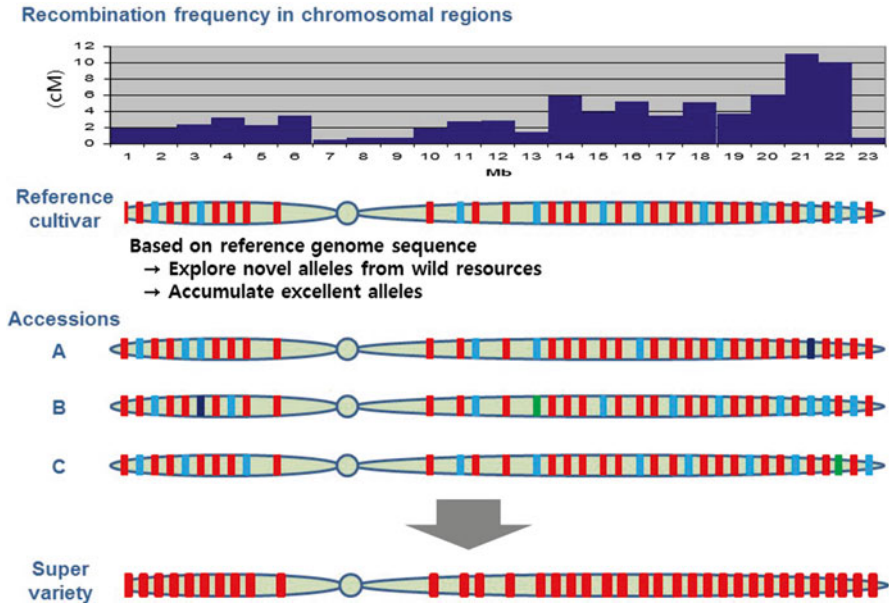 Recombination frequency in chromosomal regions
(cM)
12
10
8
6
4
2
0
1 2 3 4 5 6 7 8 9 10 11 12 13 14 15 16 17 18 19 20 21 22 23
Mb
Reference
cultivar
Based on reference genome sequence
→ Explore novel alleles from wild resources
→ Accumulate excellent alleles
Accessions
A
B
C
Super
variety